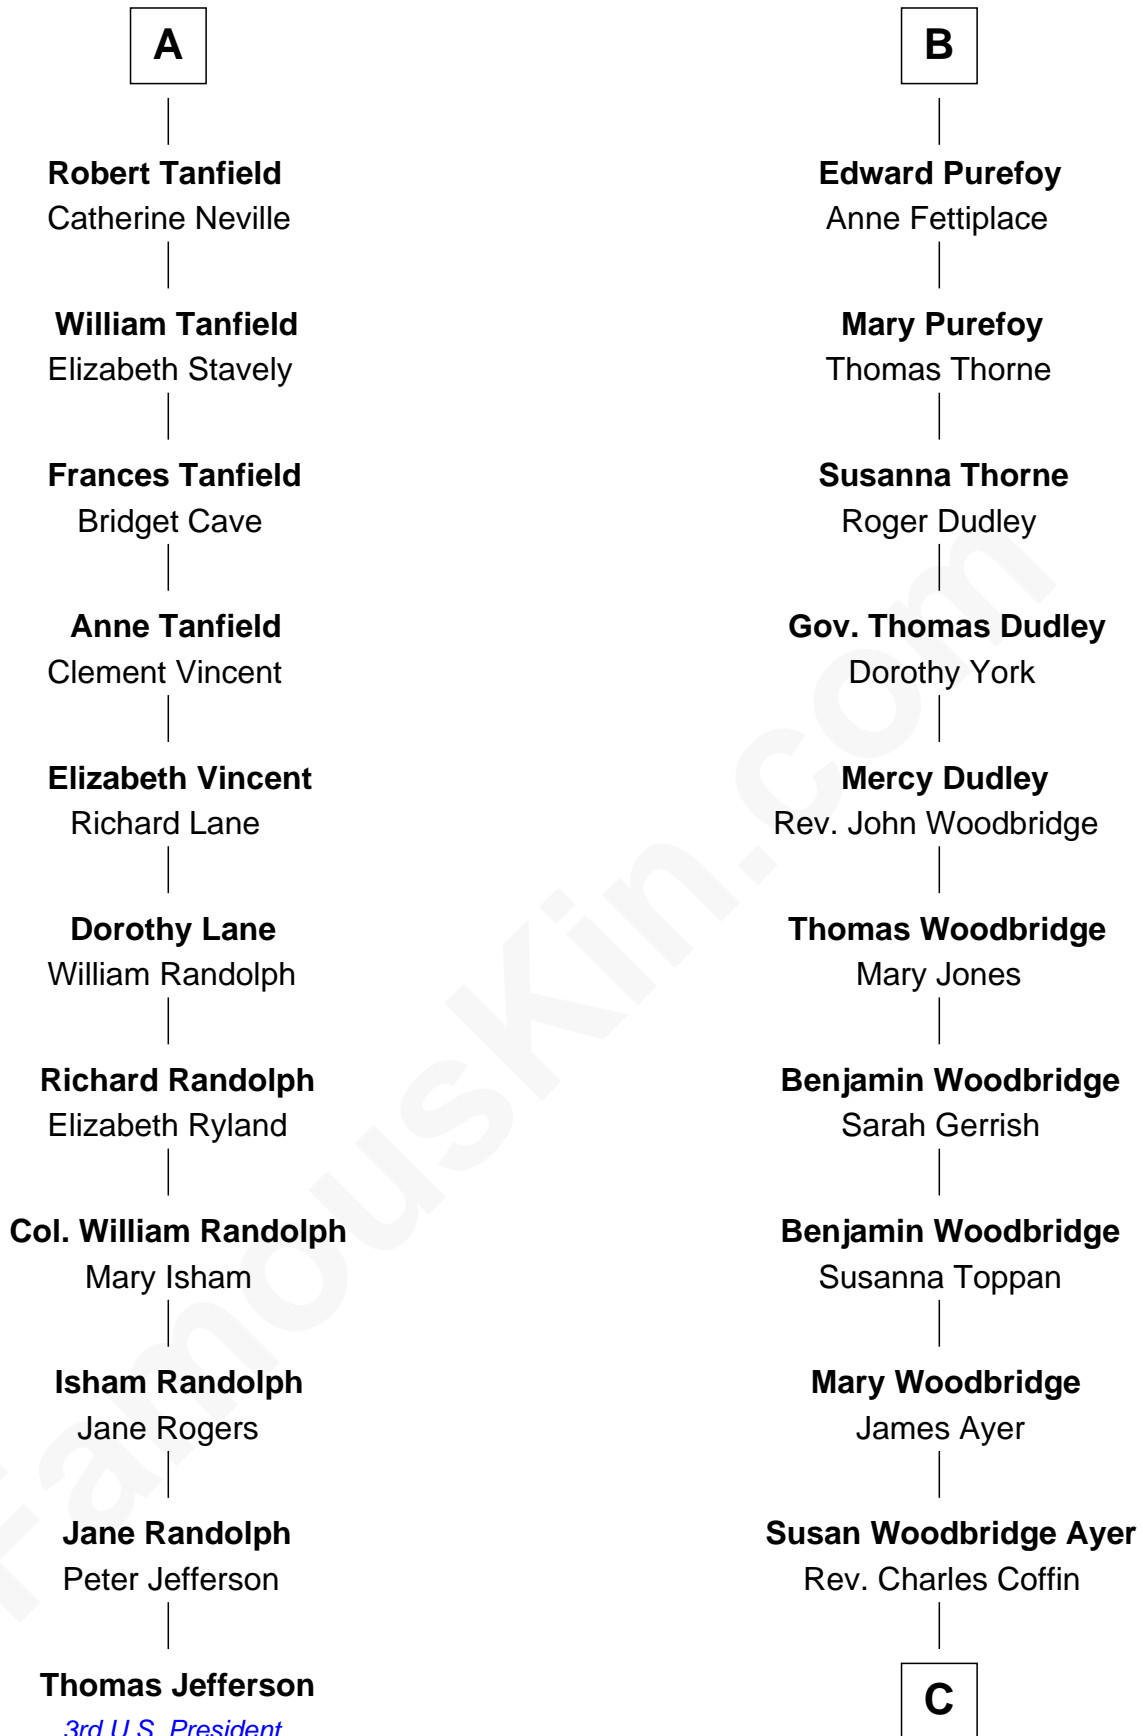 A
Robert Tanfield
Catherine Neville
William Tanfield
Elizabeth Stavely
Frances Tanfield
Bridget Cave
Anne Tanfield
Clement Vincent
Elizabeth Vincent
Richard Lane
Dorothy Lane
William Randolph
Richard Randolph
Elizabeth Ryland
Col. William Randolph
Mary Isham
Isham Randolph
Jane Rogers
Jane Randolph
Peter Jefferson
Thomas Jefferson
3rd U.S. President
B
Edward Purefoy
Anne Fettiplace
Mary Purefoy
Thomas Thorne
Susanna Thorne
Roger Dudley
Gov. Thomas Dudley
Dorothy York
Mercy Dudley
Rev. John Woodbridge
Thomas Woodbridge
Mary Jones
Benjamin Woodbridge
Sarah Gerrish
Benjamin Woodbridge
Susanna Toppan
Mary Woodbridge
James Ayer
Susan Woodbridge Ayer
Rev. Charles Coffin
C
FamousKin.com